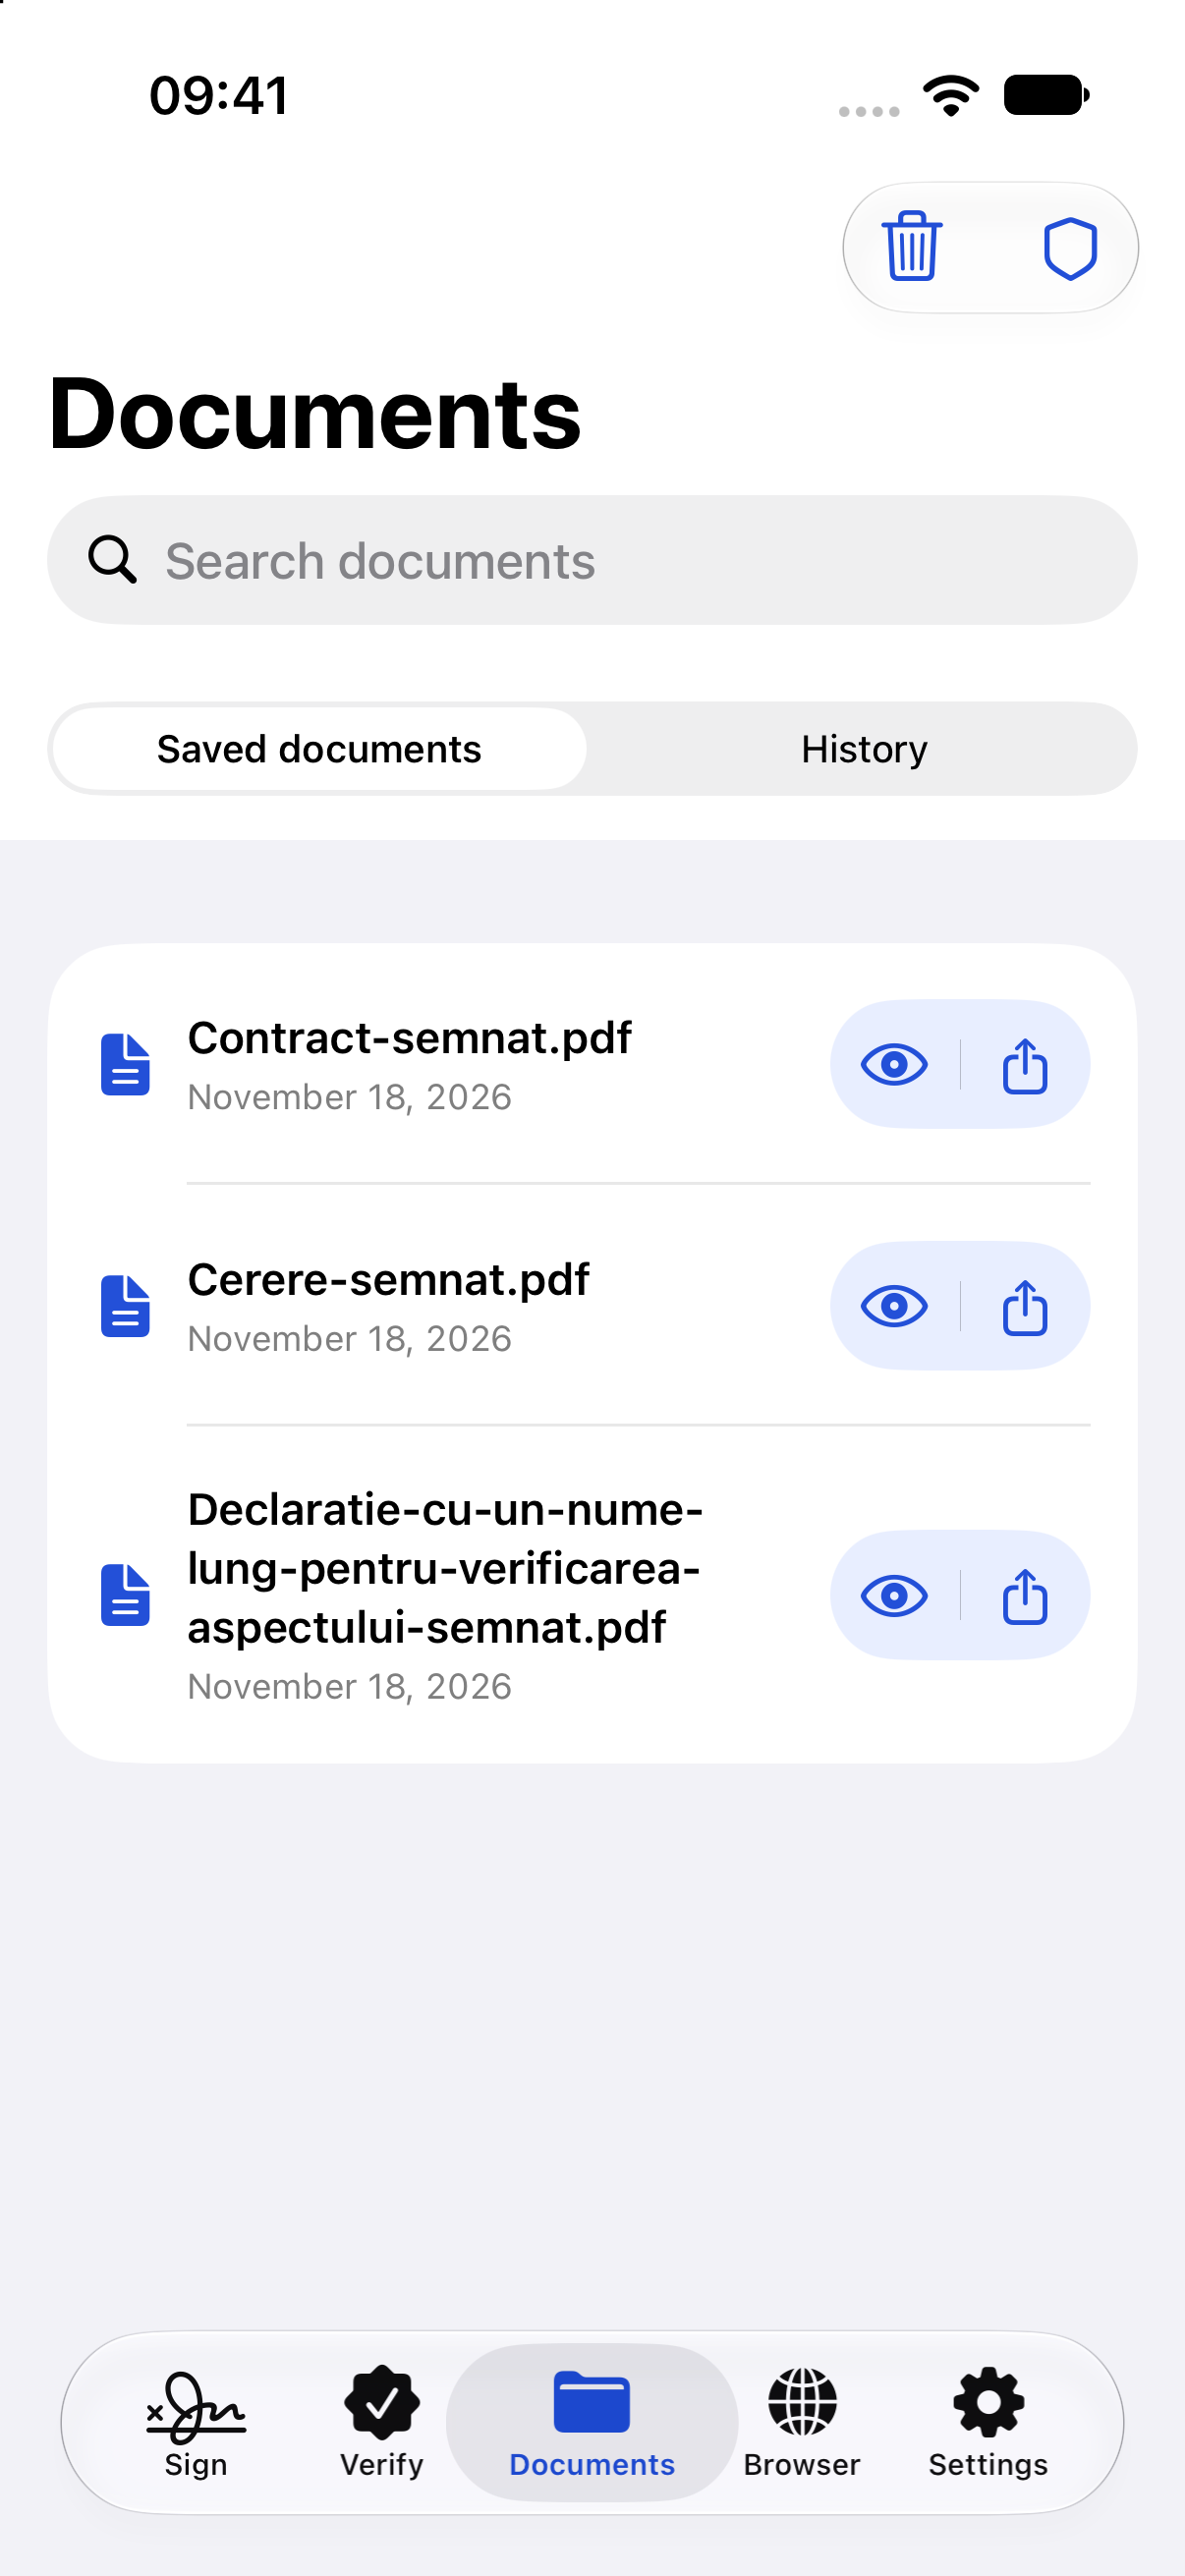 09:41
Documents
Search documents
Saved documents
History
Contract-semnat.pdf
November 18, 2026
Cerere-semnat.pdf
November 18, 2026
Declaratie-cu-un-nume-
lung-pentru-verificarea-
aspectului-semnat.pdf
November 18, 2026
Sign
Verify
Documents
Browser
Settings